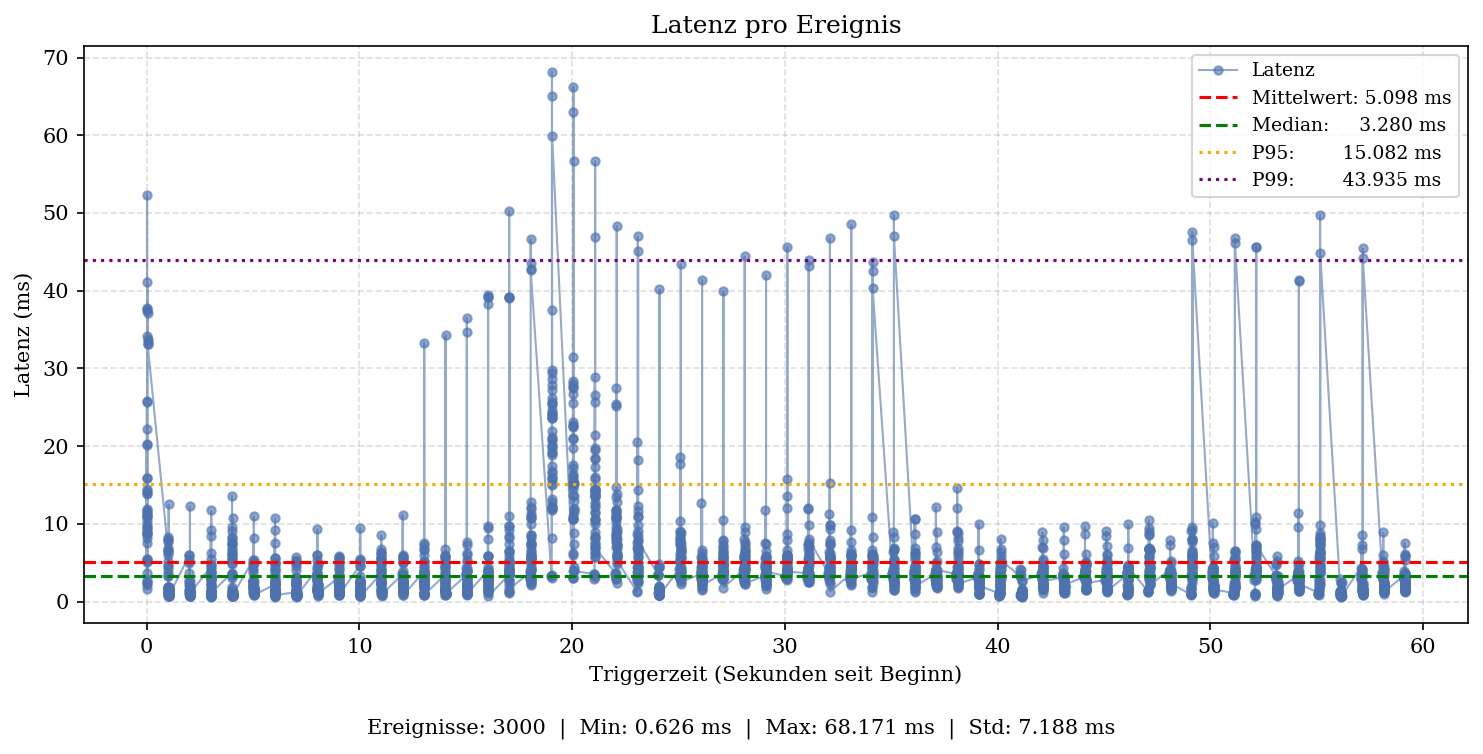 Latenz pro Ereignis
Latenz (ms)
70
60
50
40
30
20
10
0
Latenz
Mittelwert: 5.098 ms
Median: 3.280 ms
P95: 15.082 ms
P99: 43.935 ms
0 10 20 30 40 50 60
Triggerzeit (Sekunden seit Beginn)
Ereignisse: 3000 | Min: 0.626 ms | Max: 68.171 ms | Std: 7.188 ms